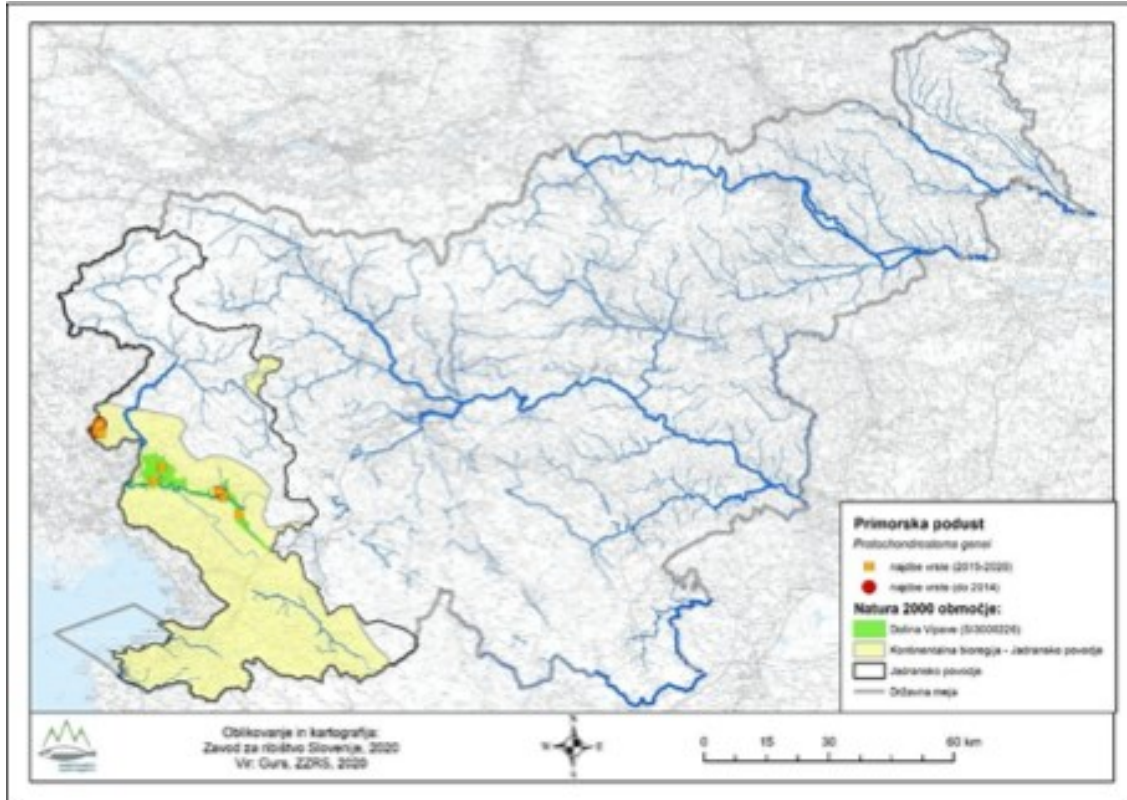 Primorska podust
Protochondrostoma genei
najdbe vrste (2015-2020)
najdbe vrste (do 2014)
Natura 2000 območje:
Dolina Vipave (SI3000226)
Kontinentalna bioregija - Jadransko povodje
Jadransko povodje
Državna meja
Oblikovanje in kartografija:
Zavod za ribištvo Slovenije, 2020
Vir: Gurs, ZZRS, 2020
N
W E
S
0 15 30 60 km